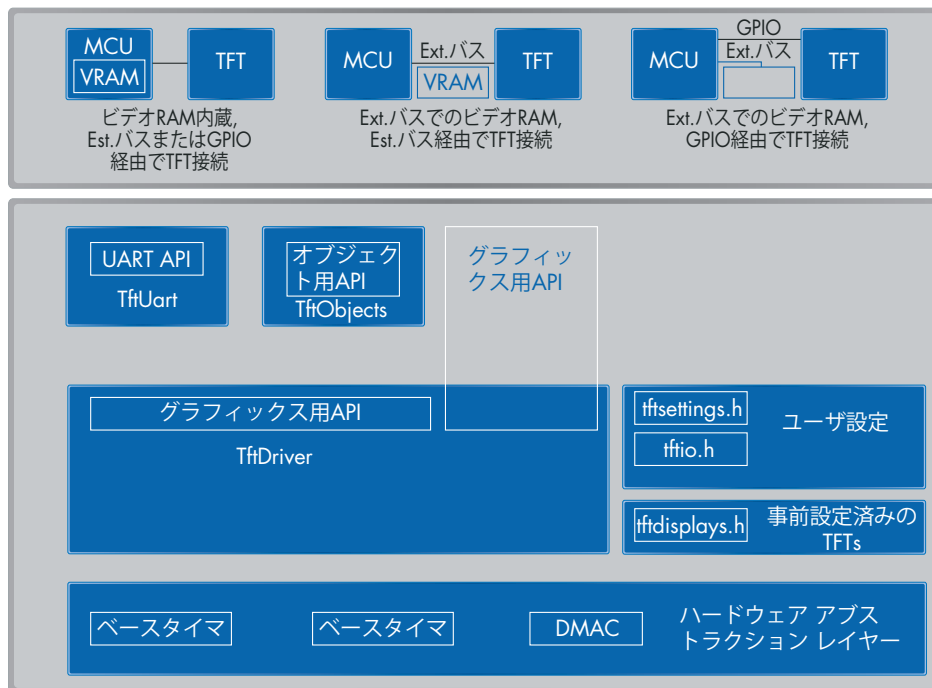 MCU
VRAM
TFT
ビデオRAM内蔵,
Est.バスまたはGPIO
経由でTFT接続
MCU
Ext.バス
VRAM
TFT
Ext.バスでのビデオRAM,
Est.バス経由でTFT接続
MCU
GPIO
Ext.バス
TFT
Ext.バスでのビデオRAM,
GPIO経由でTFT接続
UART API
TftUart
オブジェク
ト用API
TftObjects
グラフィッ
クス用API
グラフィックス用API
TftDriver
tftsettings.h
tftio.h
ユーザ設定
tftdisplays.h
事前設定済みの
TFTs
ベースタイマ
ベースタイマ
DMAC
ハードウェア アブス
トラクション レイヤー